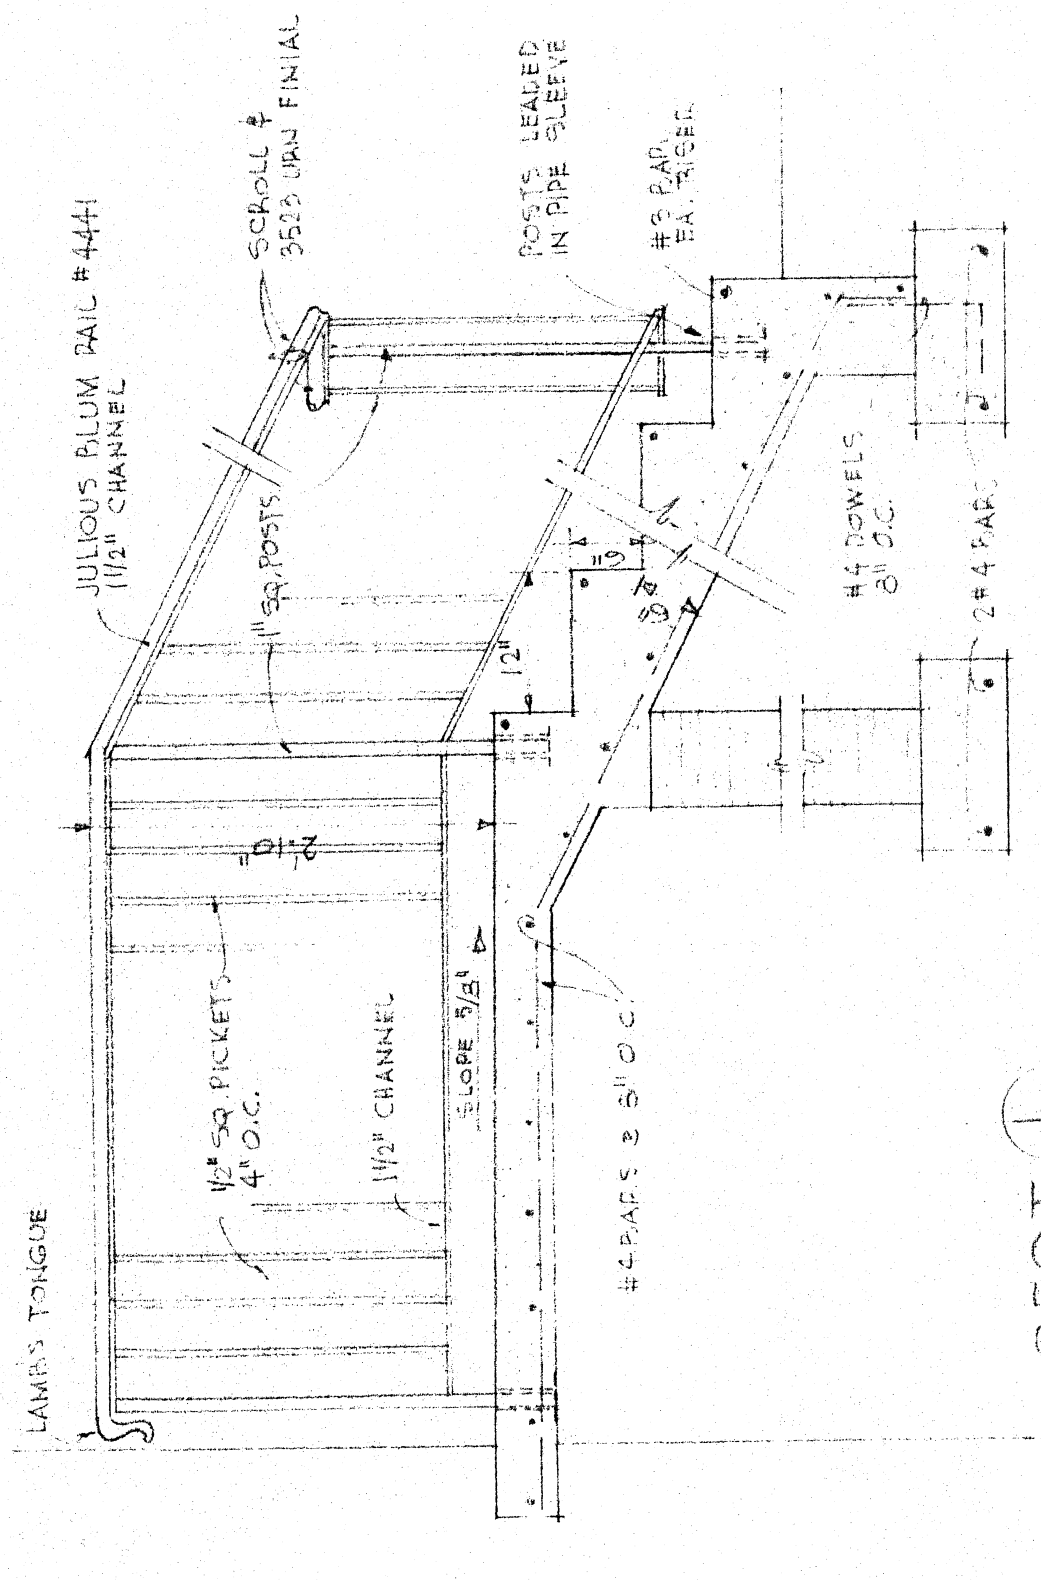 LAMBS TONGUE
JULIOUS BLUM RAIL #4441
1 1/2" CHANNEL
SCROLL &
3523 URN FINIAL
1" SQ. POSTS
POSTS LEADED
IN PIPE SLEEVE
#3 BAR
EA. RISER
2'-10"
1/2" SQ. PICKETS
4" O.C.
1 1/2" CHANNEL
SLOPE 5/8"
12"
6"
#4 BARS @ 8" O.C.
#4 DOWELS
8" O.C.
2 #4 BARS
1